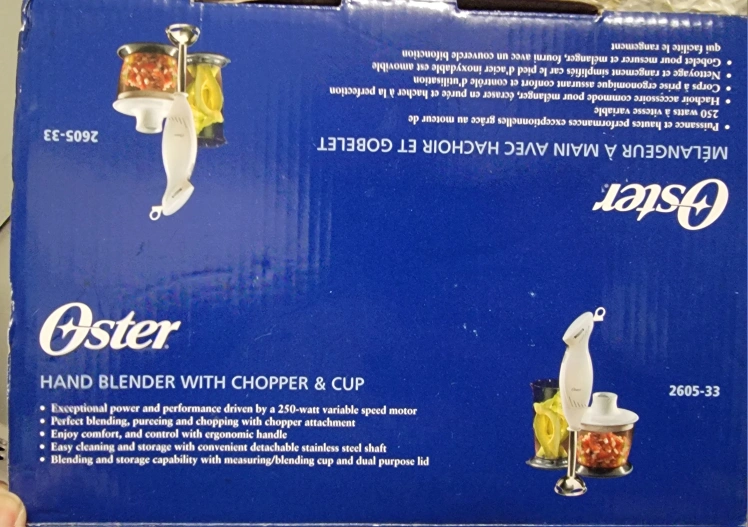 Oster
HAND BLENDER WITH CHOPPER & CUP
• Exceptional power and performance driven by a 250-watt variable speed motor
• Perfect blending, pureeing and chopping with chopper attachment
• Enjoy comfort, and control with ergonomic handle
• Easy cleaning and storage with convenient detachable stainless steel shaft
• Blending and storage capability with measuring/blending cup and dual purpose lid
2605-33
Oster
MÉLANGEUR À MAIN AVEC HACHOIR ET GOBELET
• Puissance et hautes performances exceptionnelles grâce au moteur de
250 watts à vitesse variable
• Hachoir accessoire commode pour mélanger, écraser en purée et hacher à la perfection
• Corps à prise ergonomique assurant confort et contrôle d'utilisation
• Nettoyage et rangement simplifiés car le pied d'acier inoxydable est amovible
• Gobelet pour mesurer et mélanger, fourni avec un couvercle bifonction
qui facilite le rangement
2605-33